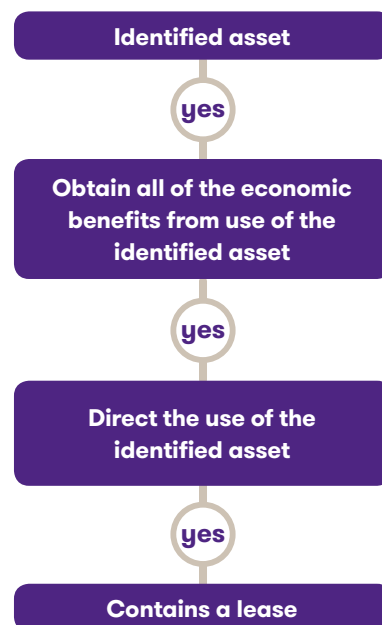 Identified asset
yes
Obtain all of the economic
benefits from use of the
identified asset
yes
Direct the use of the
identified asset
yes
Contains a lease